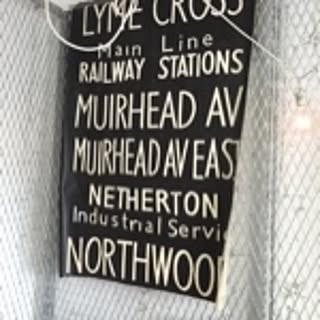 LYME CROSS
Main Line
RAILWAY STATIONS
MUIRHEAD AV
MUIRHEAD AV EAST
NETHERTON
Industrial Servi
NORTHWOO